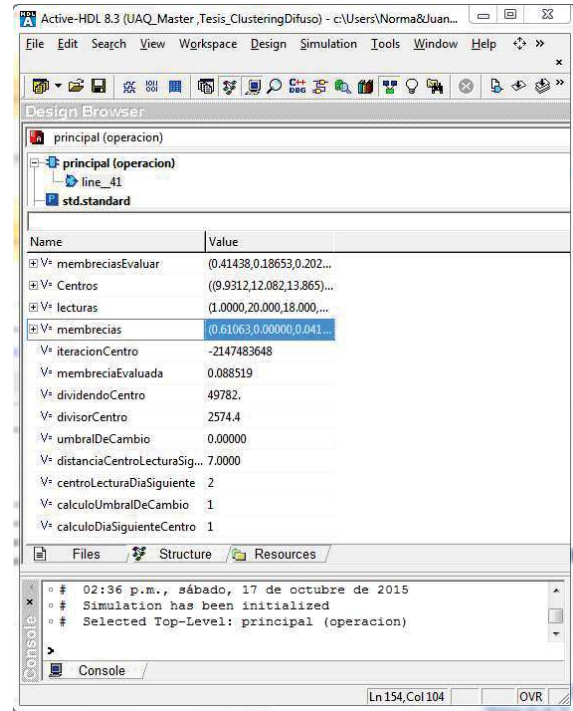 Active-HDL 8.3 (UAQ_Master ,Tesis_ClusteringDifuso) - c:\Users\Norma&Juan...
File Edit Search View Workspace Design Simulation Tools Window Help
Design Browser
principal (operacion)
principal (operacion)
line__41
std.standard
Name Value
V= membreciasEvaluar (0.41438,0.18653,0.202...
V= Centros ((9.9312,12.082,13.865)...
V= lecturas (1.0000,20.000,18.000,...
V= membrecias (0.61063,0.00000,0.041...
V= iteracionCentro -2147483648
V= membreciaEvaluada 0.088519
V= dividendoCentro 49782.
V= divisorCentro 2574.4
V= umbralDeCambio 0.00000
V= distanciaCentroLecturaSig... 7.0000
V= centroLecturaDiaSiguiente 2
V= calculoUmbralDeCambio 1
V= calculoDiaSiguienteCentro 1
Files Structure Resources
# 02:36 p.m., sábado, 17 de octubre de 2015
# Simulation has been initialized
# Selected Top-Level: principal (operacion)
>
Console
Console
Ln 154,Col 104 OVR